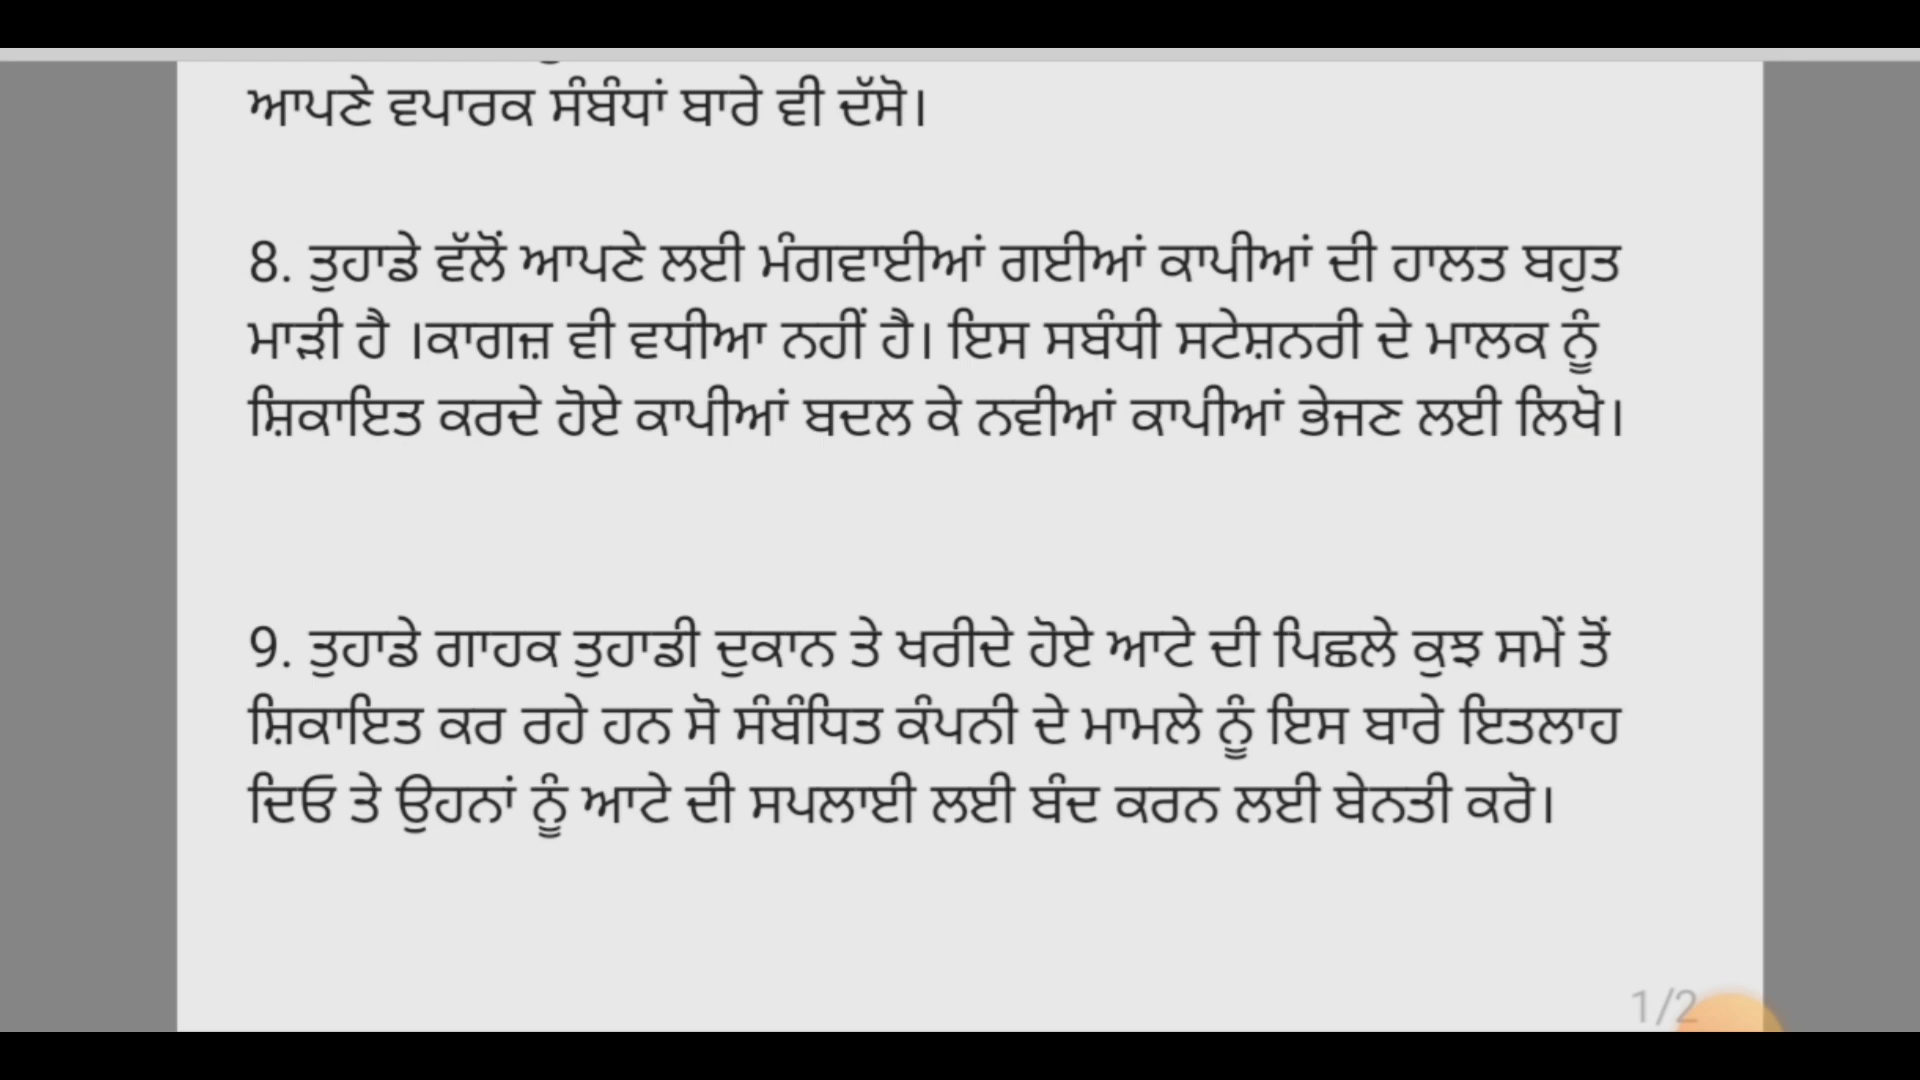 ਆਪਣੇ ਵਪਾਰਕ ਸੰਬੰਧਾਂ ਬਾਰੇ ਵੀ ਦੱਸੋ।
8. ਤੁਹਾਡੇ ਵੱਲੋਂ ਆਪਣੇ ਲਈ ਮੰਗਵਾਈਆਂ ਗਈਆਂ ਕਾਪੀਆਂ ਦੀ ਹਾਲਤ ਬਹੁਤ
ਮਾੜੀ ਹੈ ।ਕਾਗਜ਼ ਵੀ ਵਧੀਆ ਨਹੀਂ ਹੈ। ਇਸ ਸਬੰਧੀ ਸਟੇਸ਼ਨਰੀ ਦੇ ਮਾਲਕ ਨੂੰ
ਸ਼ਿਕਾਇਤ ਕਰਦੇ ਹੋਏ ਕਾਪੀਆਂ ਬਦਲ ਕੇ ਨਵੀਆਂ ਕਾਪੀਆਂ ਭੇਜਣ ਲਈ ਲਿਖੋ।
9. ਤੁਹਾਡੇ ਗਾਹਕ ਤੁਹਾਡੀ ਦੁਕਾਨ ਤੇ ਖਰੀਦੇ ਹੋਏ ਆਟੇ ਦੀ ਪਿਛਲੇ ਕੁਝ ਸਮੇਂ ਤੋਂ
ਸ਼ਿਕਾਇਤ ਕਰ ਰਹੇ ਹਨ ਸੋ ਸੰਬੰਧਿਤ ਕੰਪਨੀ ਦੇ ਮਾਮਲੇ ਨੂੰ ਇਸ ਬਾਰੇ ਇਤਲਾਹ
ਦਿਓ ਤੇ ਉਹਨਾਂ ਨੂੰ ਆਟੇ ਦੀ ਸਪਲਾਈ ਲਈ ਬੰਦ ਕਰਨ ਲਈ ਬੇਨਤੀ ਕਰੋ।
1/2